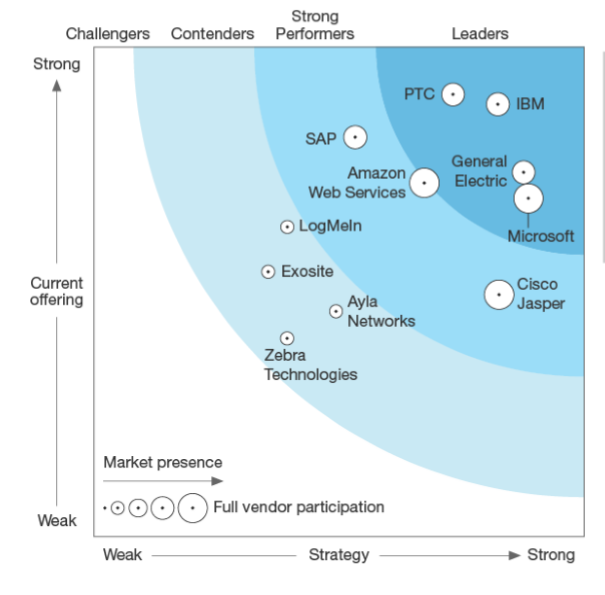 Strong
Challengers Contenders Performers Leaders
Strong
PTC
IBM
SAP
General
Electric
Amazon
Web Services
LogMeIn
Microsoft
Exosite
Current
offering
Cisco
Jasper
Ayla
Networks
Zebra
Technologies
Market presence
Full vendor participation
Weak
Weak Strategy Strong